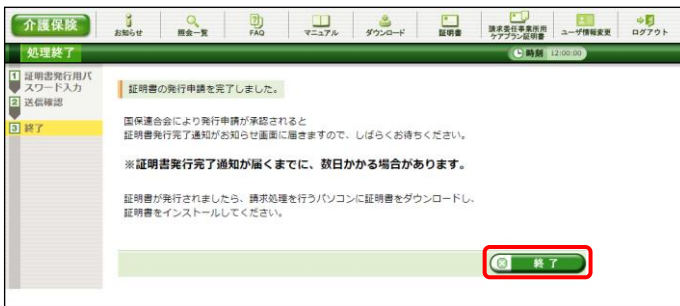 介護保険
お知らせ
照会一覧
FAQ
マニュアル
ダウンロード
証明書
請求委任事業所用
ケアプラン証明書
ユーザ情報変更
ログアウト
処理終了
時刻 12:00:00
1 証明書発行用パ
スワード入力
2 送信確認
3 終了
証明書の発行申請を完了しました。
国保連合会により発行申請が承認されると
証明書発行完了通知がお知らせ画面に届きますので、しばらくお待ちください。
※証明書発行完了通知が届くまでに、数日かかる場合があります。
証明書が発行されましたら、請求処理を行うパソコンに証明書をダウンロードし、
証明書をインストールしてください。
終了